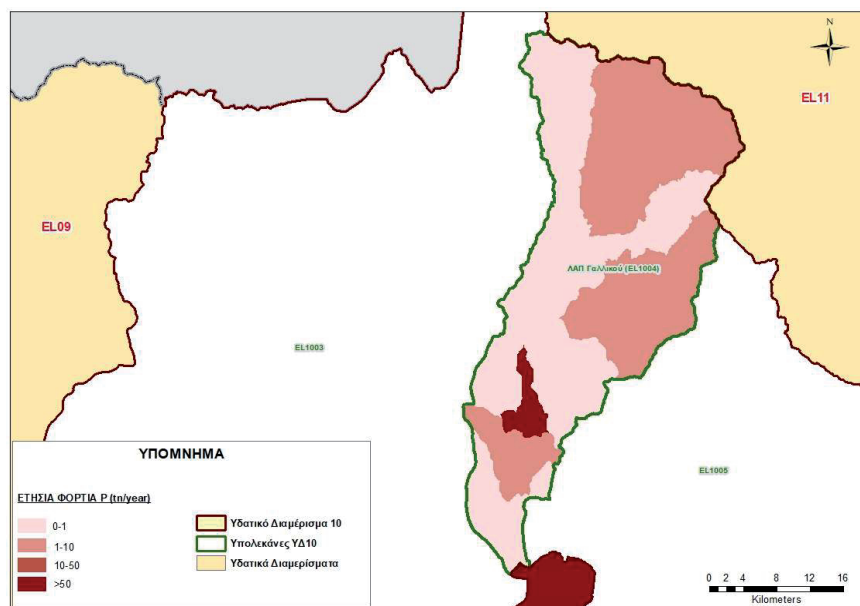 N
EL11
EL09
ΛΑΠ Γαλλικού (EL1004)
EL1003
EL1005
ΥΠΟΜΝΗΜΑ
ΕΤΗΣΙΑ ΦΟΡΤΙΑ P (tn/year)
0-1
1-10
10-50
>50
Υδατικό Διαμέρισμα 10
Υπολεκάνες ΥΔ10
Υδατικά Διαμερίσματα
0 2 4 8 12 16
Kilometers